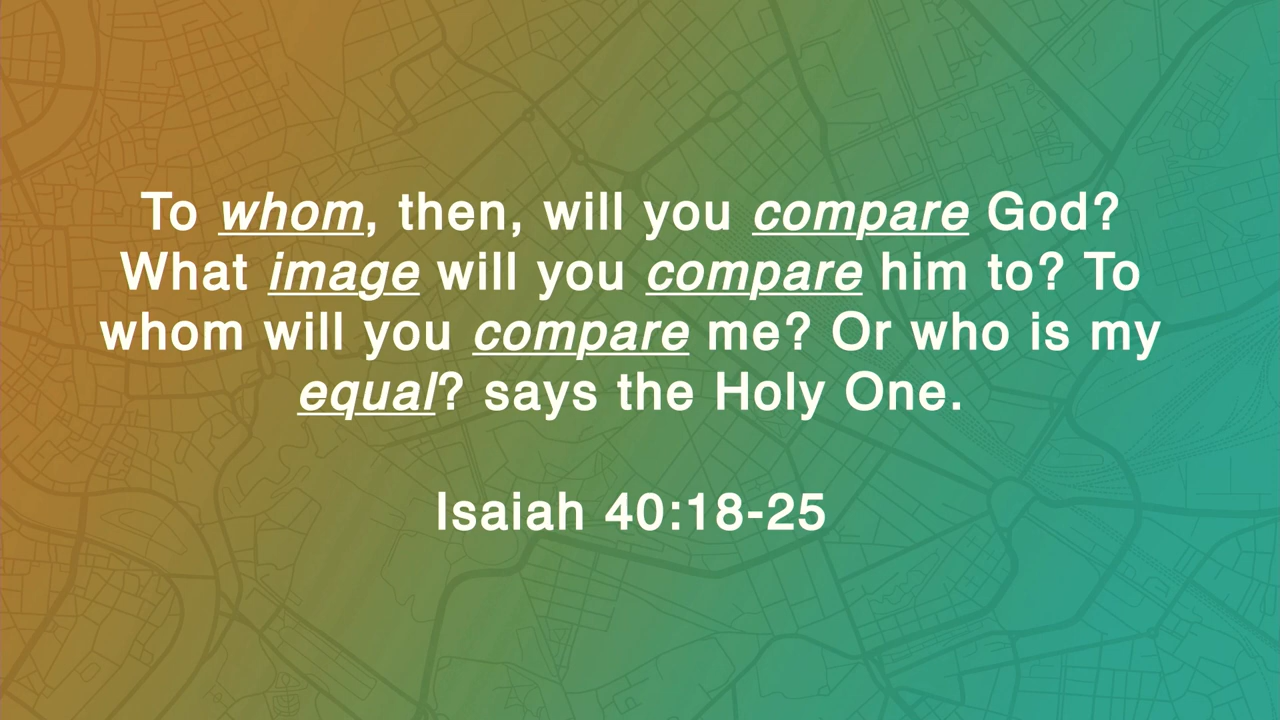 To whom, then, will you compare God?
What image will you compare him to? To
whom will you compare me? Or who is my
equal? says the Holy One.
Isaiah 40:18-25